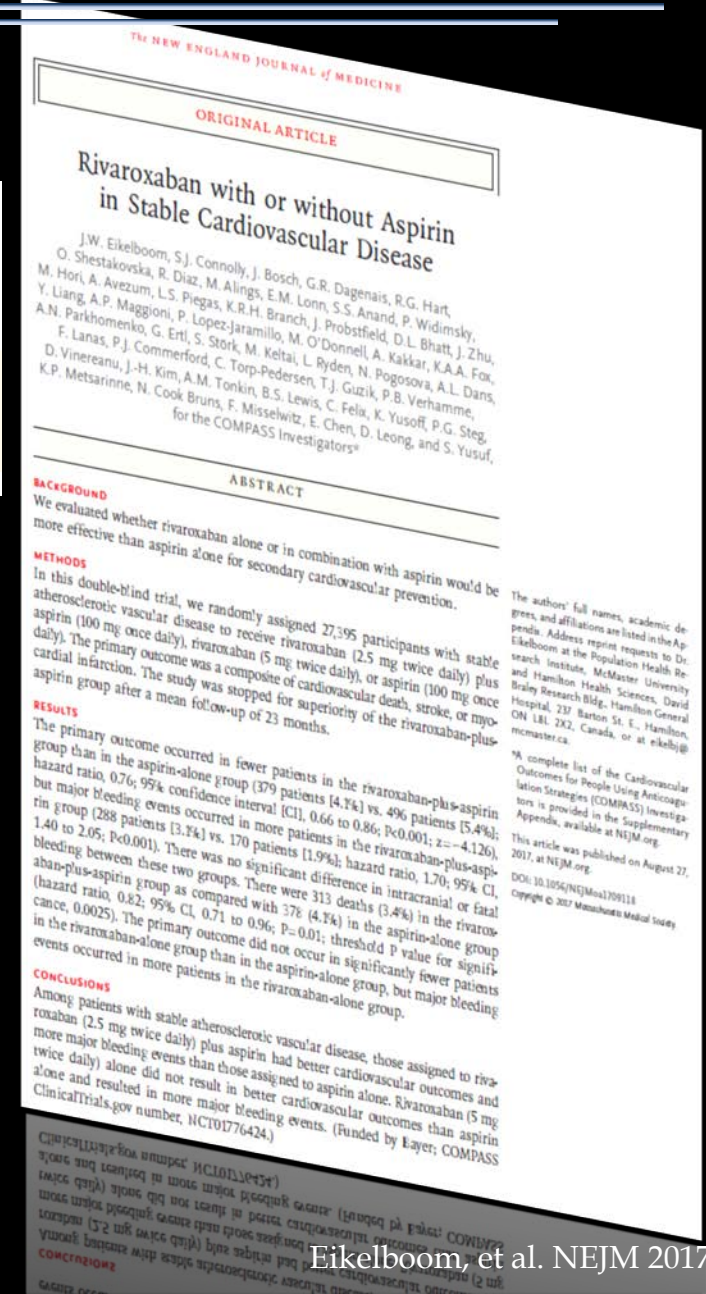 The NEW ENGLAND JOURNAL of MEDICINE
ORIGINAL ARTICLE
Rivaroxaban with or without Aspirin
in Stable Cardiovascular Disease
J.W. Eikelboom, S.J. Connolly, J. Bosch, G.R. Dagenais, R.G. Hart,
O. Shestakovska, R. Diaz, M. Alings, E.M. Lonn, S.S. Anand, P. Widimsky,
M. Hori, A. Avezum, L.S. Piegas, K.R.H. Branch, J. Probstfield, D.L. Bhatt, J. Zhu,
Y. Liang, A.P. Maggioni, P. Lopez-Jaramillo, M. O'Donnell, A. Kakkar, K.A.A. Fox,
A.N. Parkhomenko, G. Ertl, S. Störk, M. Keltai, L. Ryden, N. Pogosova, A.L. Dans,
F. Lanas, P.J. Commerford, C. Torp-Pedersen, T.J. Guzik, P.B. Verhamme,
D. Vinereanu, J.-H. Kim, A.M. Tonkin, B.S. Lewis, C. Felix, K. Yusoff, P.G. Steg,
K.P. Metsarinne, N. Cook Bruns, F. Misselwitz, E. Chen, D. Leong, and S. Yusuf,
for the COMPASS Investigators*
ABSTRACT
BACKGROUND
We evaluated whether rivaroxaban alone or in combination with aspirin would be
more effective than aspirin alone for secondary cardiovascular prevention.
METHODS
In this double-blind trial, we randomly assigned 27,395 participants with stable
atherosclerotic vascular disease to receive rivaroxaban (2.5 mg twice daily) plus
aspirin (100 mg once daily), rivaroxaban (5 mg twice daily), or aspirin (100 mg once
daily). The primary outcome was a composite of cardiovascular death, stroke, or myo-
cardial infarction. The study was stopped for superiority of the rivaroxaban-plus-
aspirin group after a mean follow-up of 23 months.
RESULTS
The primary outcome occurred in fewer patients in the rivaroxaban-plus-aspirin
group than in the aspirin-alone group (379 patients [4.1%] vs. 496 patients [5.4%];
hazard ratio, 0.76; 95% confidence interval [CI], 0.66 to 0.86; P<0.001; z=−4.126),
but major bleeding events occurred in more patients in the rivaroxaban-plus-aspi-
rin group (288 patients [3.1%] vs. 170 patients [1.9%]; hazard ratio, 1.70; 95% CI,
1.40 to 2.05; P<0.001). There was no significant difference in intracranial or fatal
bleeding between these two groups. There were 313 deaths (3.4%) in the rivarox-
aban-plus-aspirin group as compared with 378 (4.1%) in the aspirin-alone group
(hazard ratio, 0.82; 95% CI, 0.71 to 0.96; P=0.01; threshold P value for signifi-
cance, 0.0025). The primary outcome did not occur in significantly fewer patients
in the rivaroxaban-alone group than in the aspirin-alone group, but major bleeding
events occurred in more patients in the rivaroxaban-alone group.
CONCLUSIONS
Among patients with stable atherosclerotic vascular disease, those assigned to riva-
roxaban (2.5 mg twice daily) plus aspirin had better cardiovascular outcomes and
more major bleeding events than those assigned to aspirin alone. Rivaroxaban (5 mg
twice daily) alone did not result in better cardiovascular outcomes than aspirin
alone and resulted in more major bleeding events. (Funded by Bayer; COMPASS
ClinicalTrials.gov number, NCT01776424.)
The authors' full names, academic de-
grees, and affiliations are listed in the Ap-
pendix. Address reprint requests to Dr.
Eikelboom at the Population Health Re-
search Institute, McMaster University
and Hamilton Health Sciences, David
Braley Research Bldg., Hamilton General
Hospital, 237 Barton St. E., Hamilton,
ON L8L 2X2, Canada, or at eikelbj@
mcmaster.ca.
*A complete list of the Cardiovascular
Outcomes for People Using Anticoagu-
lation Strategies (COMPASS) Investiga-
tors is provided in the Supplementary
Appendix, available at NEJM.org.
This article was published on August 27,
2017, at NEJM.org.
DOI: 10.1056/NEJMoa1709118
Copyright © 2017 Massachusetts Medical Society
Eikelboom, et al. NEJM 2017